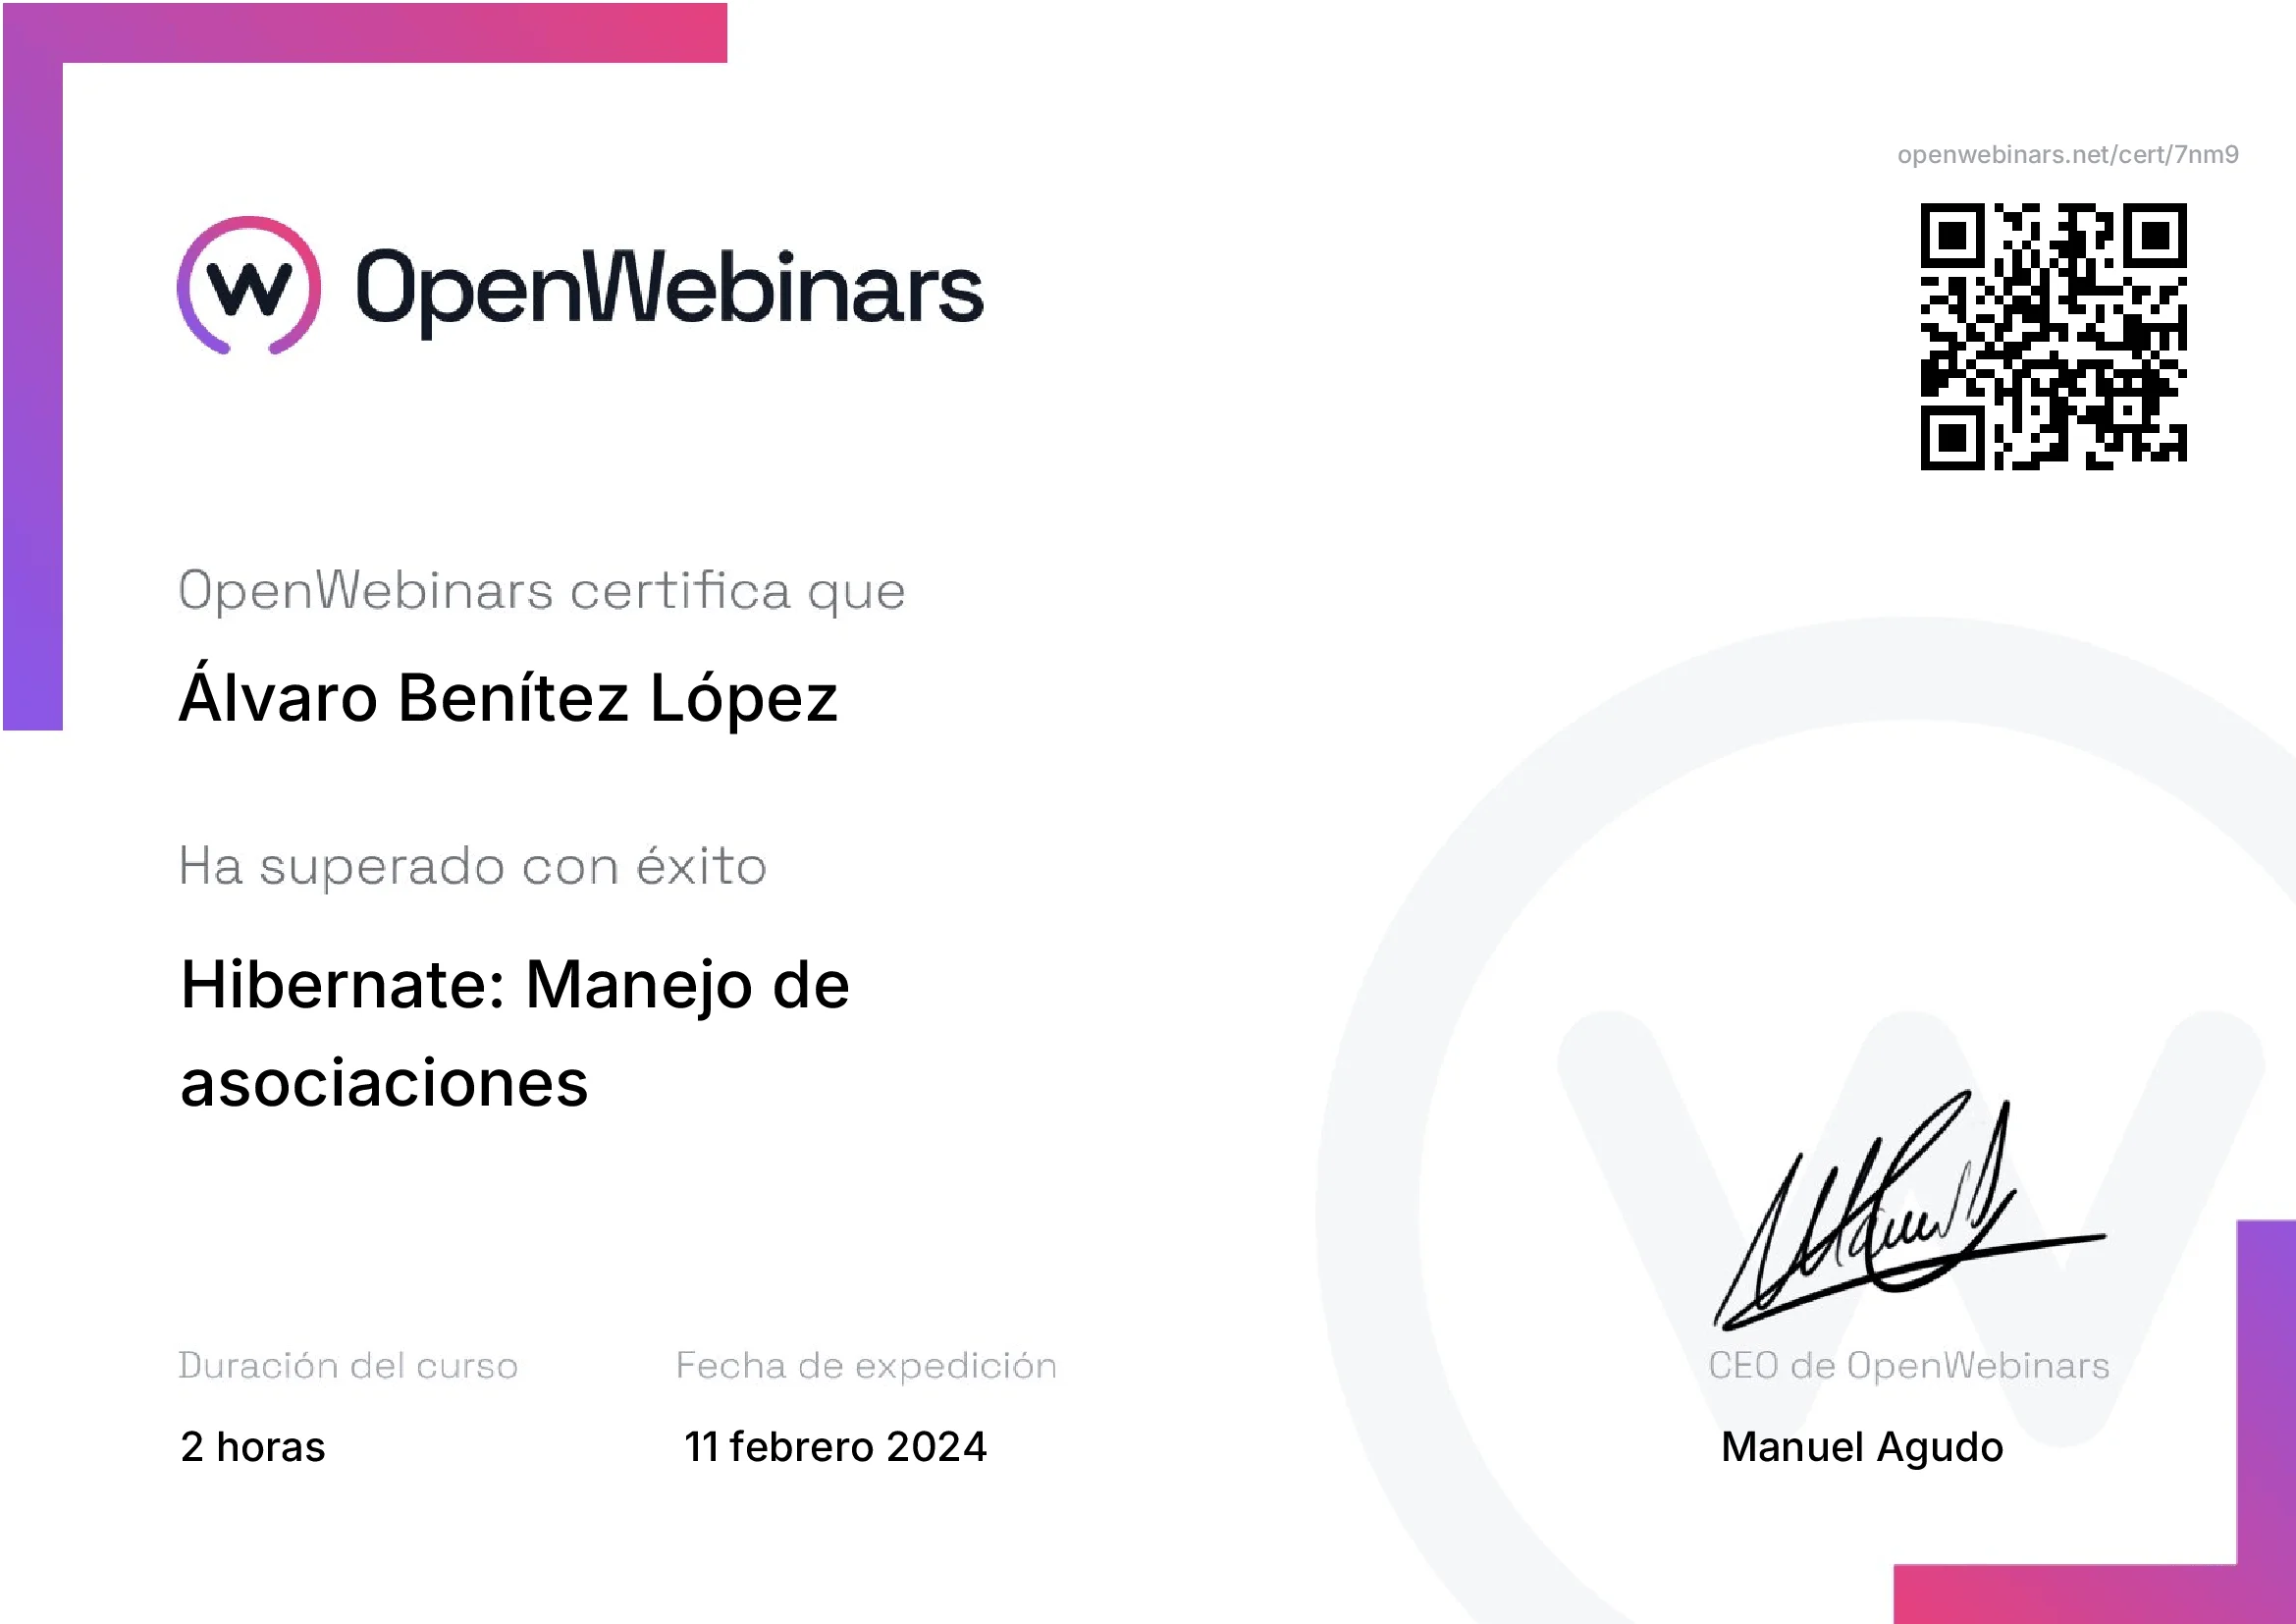 openwebinars.net/cert/7nm9
OpenWebinars
OpenWebinars certifica que
Álvaro Benítez López
Ha superado con éxito
Hibernate: Manejo de
asociaciones
Duración del curso
2 horas
Fecha de expedición
11 febrero 2024
CEO de OpenWebinars
Manuel Agudo